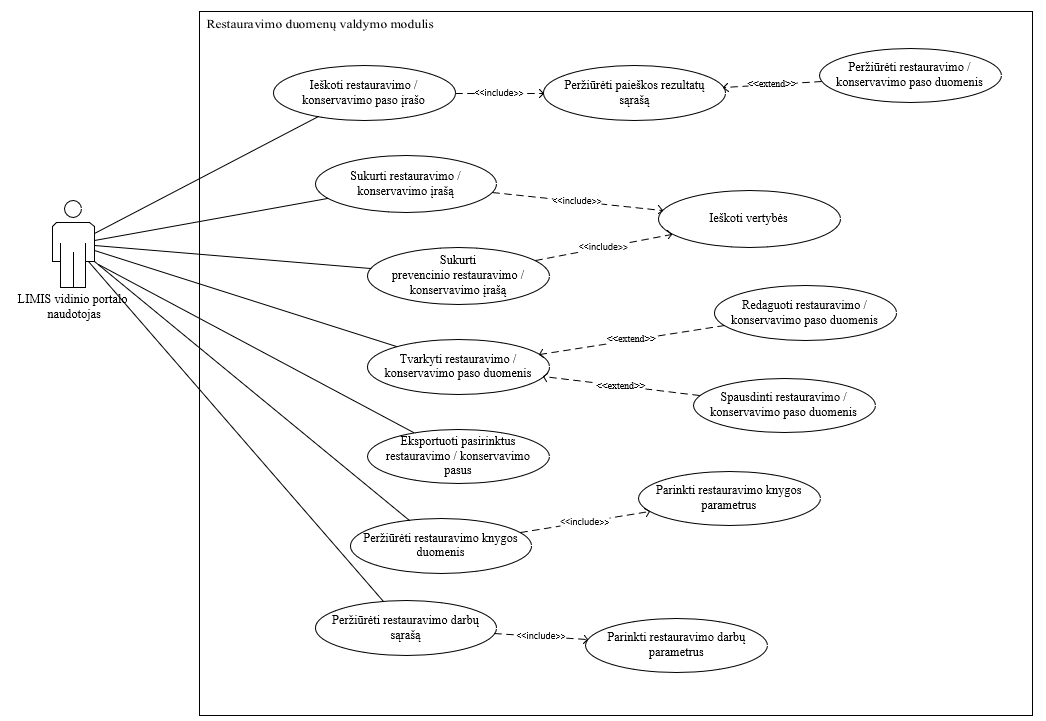 Restauravimo duomenų valdymo modulis
Ieškoti restauravimo /
konservavimo paso įrašo
<<include>>
Peržiūrėti paieškos rezultatų
sąrašą
<<extend>>
Peržiūrėti restauravimo /
konservavimo paso duomenis
Sukurti restauravimo /
konservavimo įrašą
<<include>>
Ieškoti vertybės
Sukurti
prevencinio restauravimo /
konservavimo įrašą
<<include>>
LIMIS vidinio portalo
naudotojas
Redaguoti restauravimo /
konservavimo paso duomenis
<<extend>>
Tvarkyti restauravimo /
konservavimo paso duomenis
<<extend>>
Spausdinti restauravimo /
konservavimo paso duomenis
Eksportuoti pasirinktus
restauravimo / konservavimo
pasus
Parinkti restauravimo knygos
parametrus
<<include>>
Peržiūrėti restauravimo knygos
duomenis
Peržiūrėti restauravimo darbų
sąrašą
<<include>>
Parinkti restauravimo darbų
parametrus